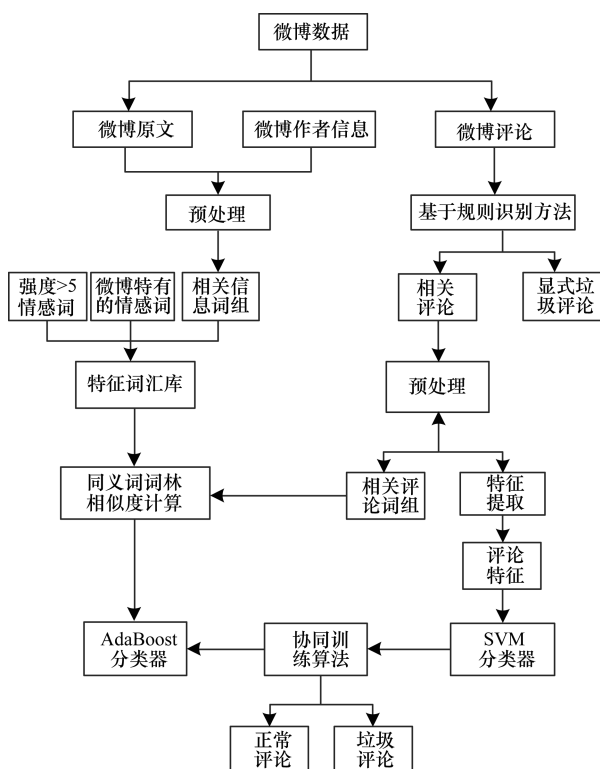 微博数据
微博原文
微博作者信息
微博评论
预处理
基于规则识别方法
强度>5
情感词
微博特有
的情感词
相关信
息词组
相关
评论
显式垃
圾评论
特征词汇库
预处理
同义词词林
相似度计算
相关评
论词组
特征
提取
评论
特征
AdaBoost
分类器
协同训
练算法
SVM
分类器
正常
评论
垃圾
评论